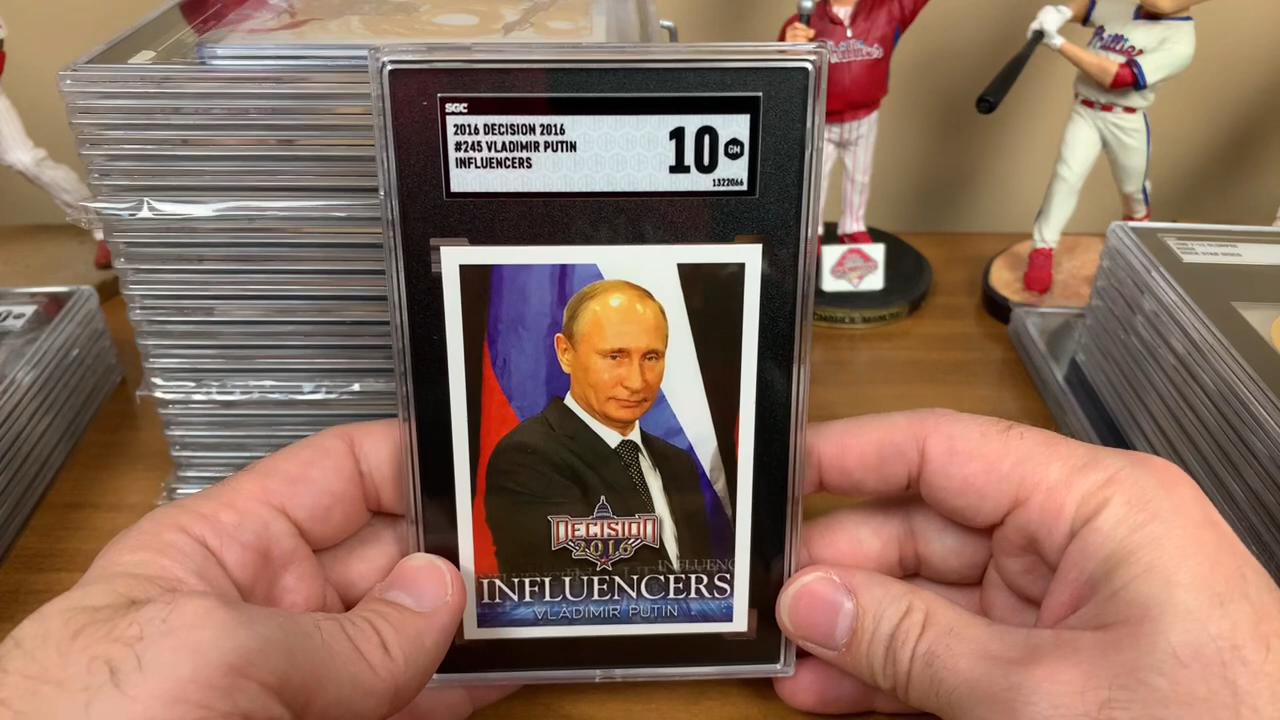 SGC
2016 DECISION 2016
#245 VLADIMIR PUTIN
INFLUENCERS
10
GM
1322066
DECISION
2016
INFLUENCERS
VLADIMIR PUTIN
Phillies
Phillies